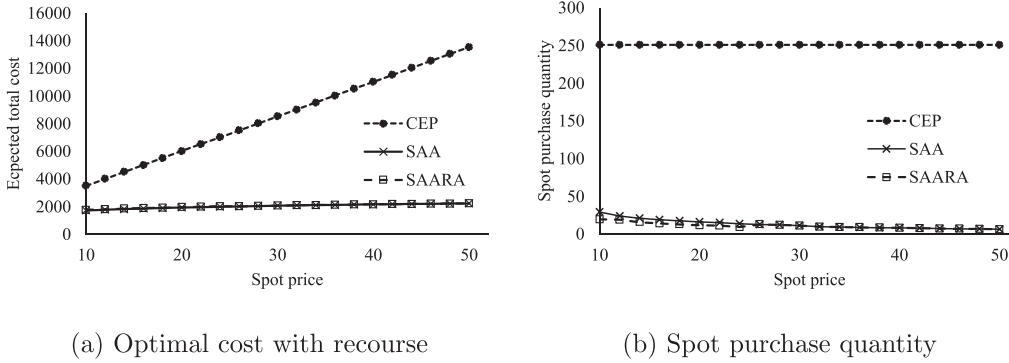 16000
14000
12000
10000
8000
6000
4000
2000
0
Ecpected total cost
10
20
30
40
50
Spot price
CEP
SAA
SAARA
(a) Optimal cost with recourse
300
250
200
150
100
50
0
Spot purchase quantity
10
20
30
40
50
Spot price
CEP
SAA
SAARA
(b) Spot purchase quantity